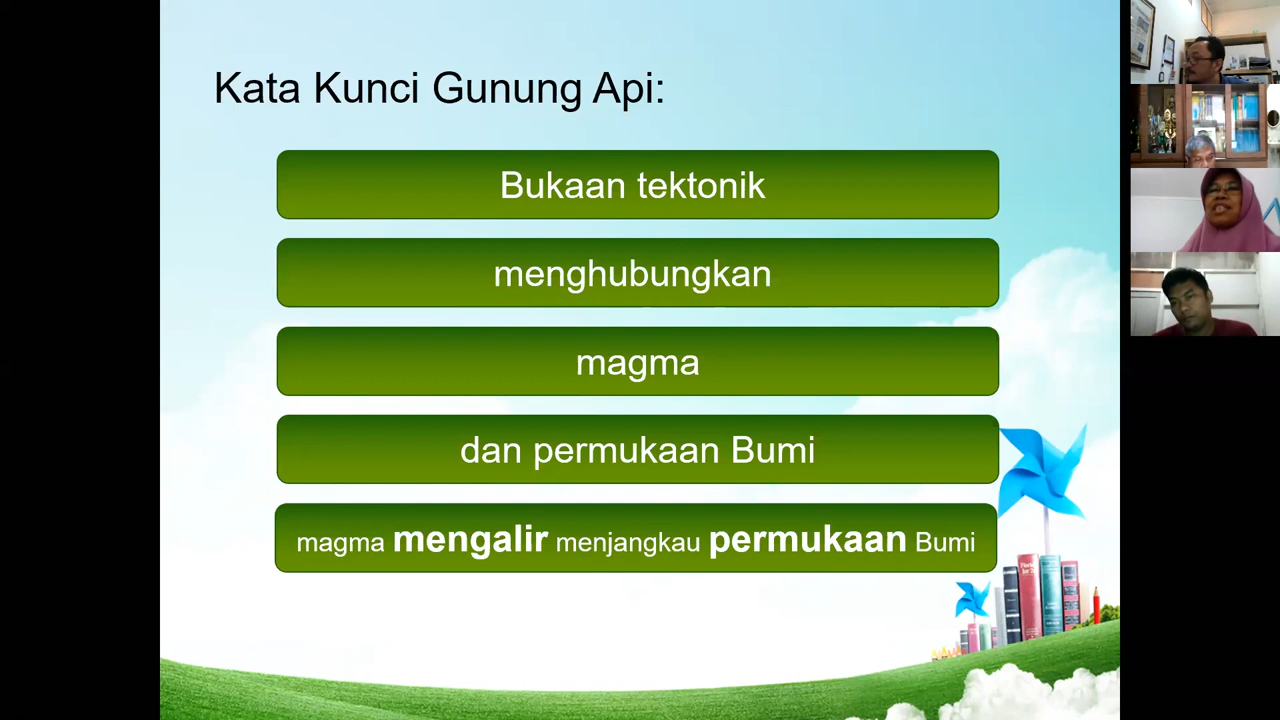 Kata Kunci Gunung Api:
Bukaan tektonik
menghubungkan
magma
dan permukaan Bumi
magma mengalir menjangkau permukaan Bumi